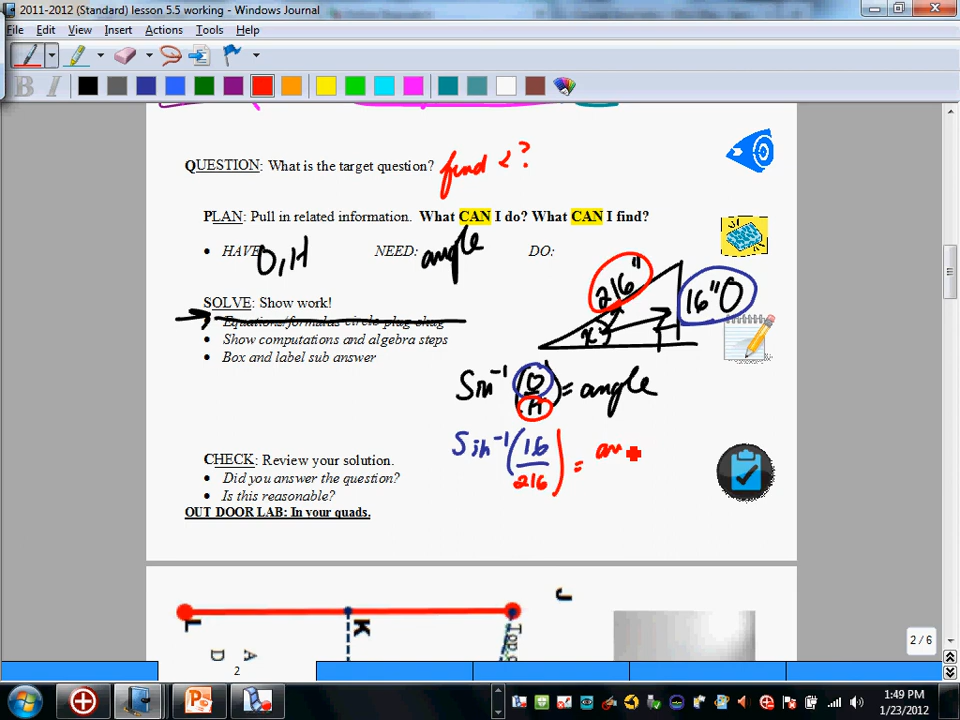 2011-2012 (Standard) lesson 5.5 working - Windows Journal
File Edit View Insert Actions Tools Help
B I
QUESTION: What is the target question? find < ?
PLAN: Pull in related information. What CAN I do? What CAN I find?
• HAVE: O, H NEED: angle DO:
216"
16" O
x
SOLVE: Show work!
• Equations/formulas circle plug chug
• Show computations and algebra steps
• Box and label sub answer
Sin⁻¹ (O/H) = angle
Sin⁻¹ (16/216) = an
CHECK: Review your solution.
• Did you answer the question?
• Is this reasonable?
OUT DOOR LAB: In your quads.
J
L K
D A
Top o
2
2 / 6
1:49 PM
1/23/2012